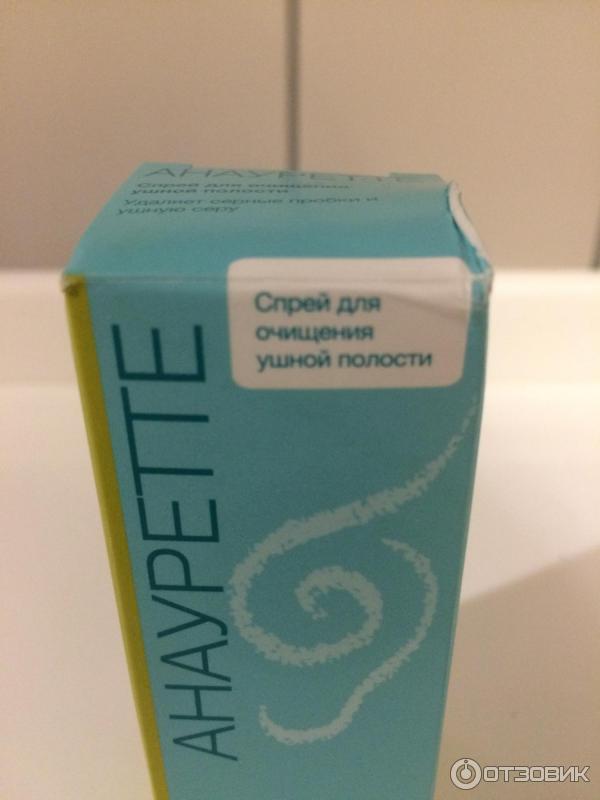 АНАУРЕТТЕ
Спрей для очищения
ушной полости
Удаляет серные пробки и
ушную серу
Спрей для
очищения
ушной полости
АНАУРЕТТЕ
ОТЗОВИК